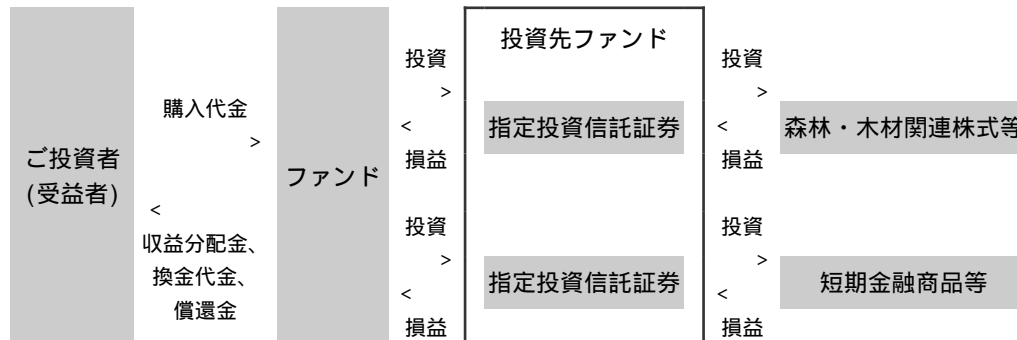 ご投資者
(受益者)
購入代金
>
<
収益分配金、
換金代金、
償還金
ファンド
投資
>
<
損益
投資
>
<
損益
投資先ファンド
指定投資信託証券
指定投資信託証券
投資
>
<
損益
投資
>
<
損益
森林・木材関連株式等
短期金融商品等